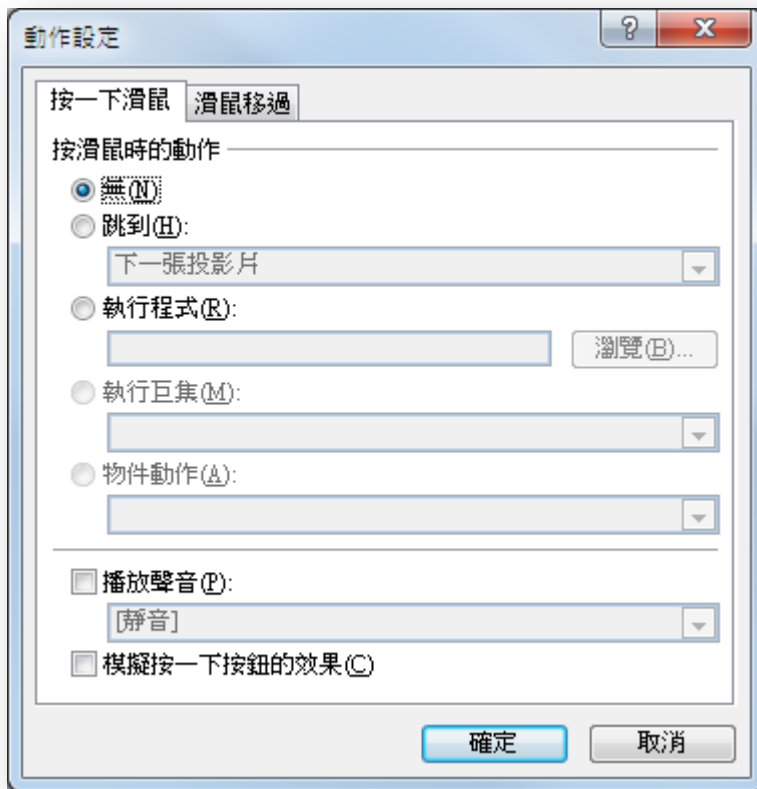 動作設定
按一下滑鼠
滑鼠移過
按滑鼠時的動作
無(N)
跳到(H):
下一張投影片
執行程式(R):
瀏覽(B)...
執行巨集(M):
物件動作(A):
播放聲音(P):
[靜音]
模擬按一下按鈕的效果(C)
確定
取消